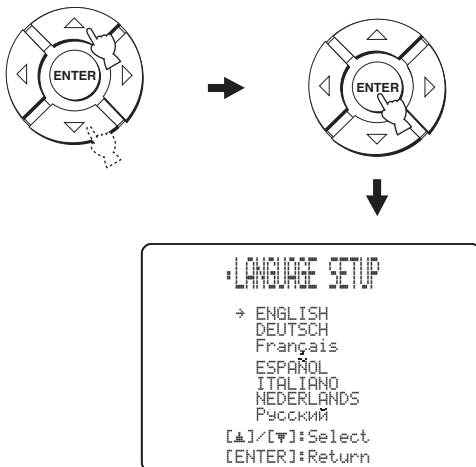 ENTER
ENTER
·LANGUAGE SETUP
→ ENGLISH
DEUTSCH
Français
ESPAÑOL
ITALIANO
NEDERLANDS
Русский
[▲]/[▼]:Select
[ENTER]:Return